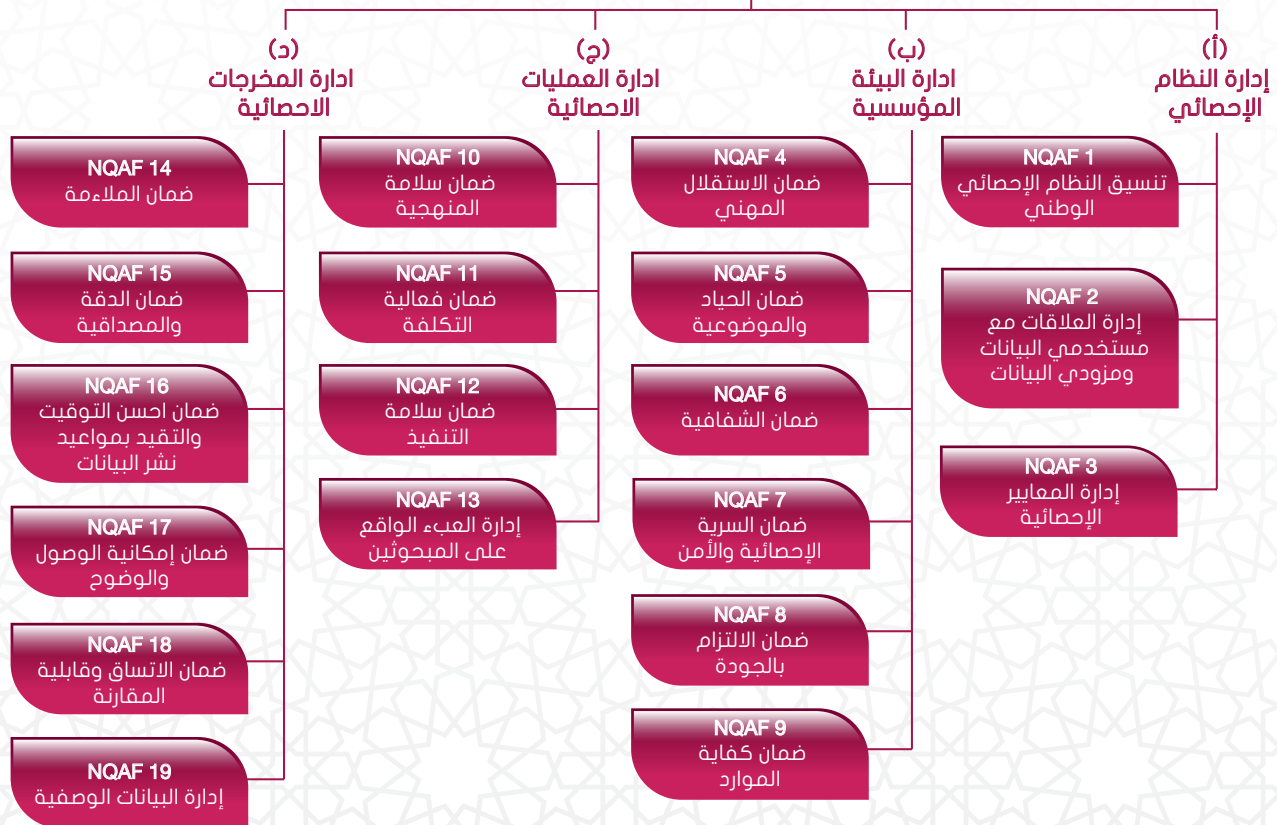 (أ)
إدارة النظام
الإحصائي
NQAF 1
تنسيق النظام الإحصائي
الوطني
NQAF 2
إدارة العلاقات مع
مستخدمي البيانات
ومزودي البيانات
NQAF 3
إدارة المعايير
الإحصائية
(ب)
ادارة البيئة
المؤسسية
NQAF 4
ضمان الاستقلال
المهني
NQAF 5
ضمان الحياد
والموضوعية
NQAF 6
ضمان الشفافية
NQAF 7
ضمان السرية
الإحصائية والأمن
NQAF 8
ضمان الالتزام
بالجودة
NQAF 9
ضمان كفاية
الموارد
(ج)
ادارة العمليات
الاحصائية
NQAF 10
ضمان سلامة
المنهجية
NQAF 11
ضمان فعالية
التكلفة
NQAF 12
ضمان سلامة
التنفيذ
NQAF 13
إدارة العبء الواقع
على المبحوثين
(د)
ادارة المخرجات
الاحصائية
NQAF 14
ضمان الملاءمة
NQAF 15
ضمان الدقة
والمصداقية
NQAF 16
ضمان احسن التوقيت
والتقيد بمواعيد
نشر البيانات
NQAF 17
ضمان إمكانية الوصول
والوضوح
NQAF 18
ضمان الاتساق وقابلية
المقارنة
NQAF 19
إدارة البيانات الوصفية